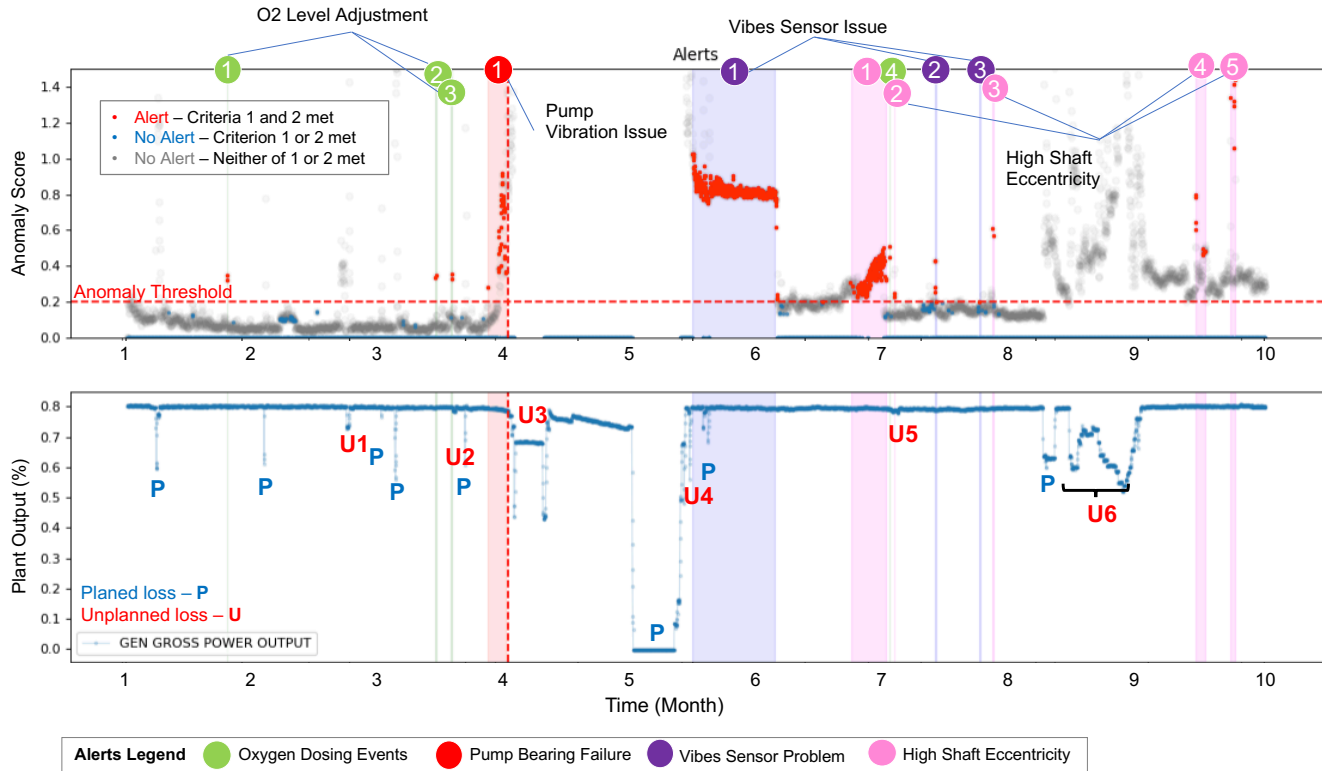 O2 Level Adjustment
Vibes Sensor Issue
Alerts
1
2
3
1
1
1
4
2
2
3
3
4
5
Pump
Vibration Issue
High Shaft
Eccentricity
Alert – Criteria 1 and 2 met
No Alert – Criterion 1 or 2 met
No Alert – Neither of 1 or 2 met
Anomaly Threshold
Anomaly Score
1.4
1.2
1.0
0.8
0.6
0.4
0.2
0.0
1 2 3 4 5 6 7 8 9 10
Plant Output (%)
0.8
0.7
0.6
0.5
0.4
0.3
0.2
0.1
0.0
P
P
U1
P
P
U2
P
U3
P
U4
P
U5
P
U6
Planed loss – P
Unplanned loss – U
GEN GROSS POWER OUTPUT
1 2 3 4 5 6 7 8 9 10
Time (Month)
Alerts Legend Oxygen Dosing Events Pump Bearing Failure Vibes Sensor Problem High Shaft Eccentricity